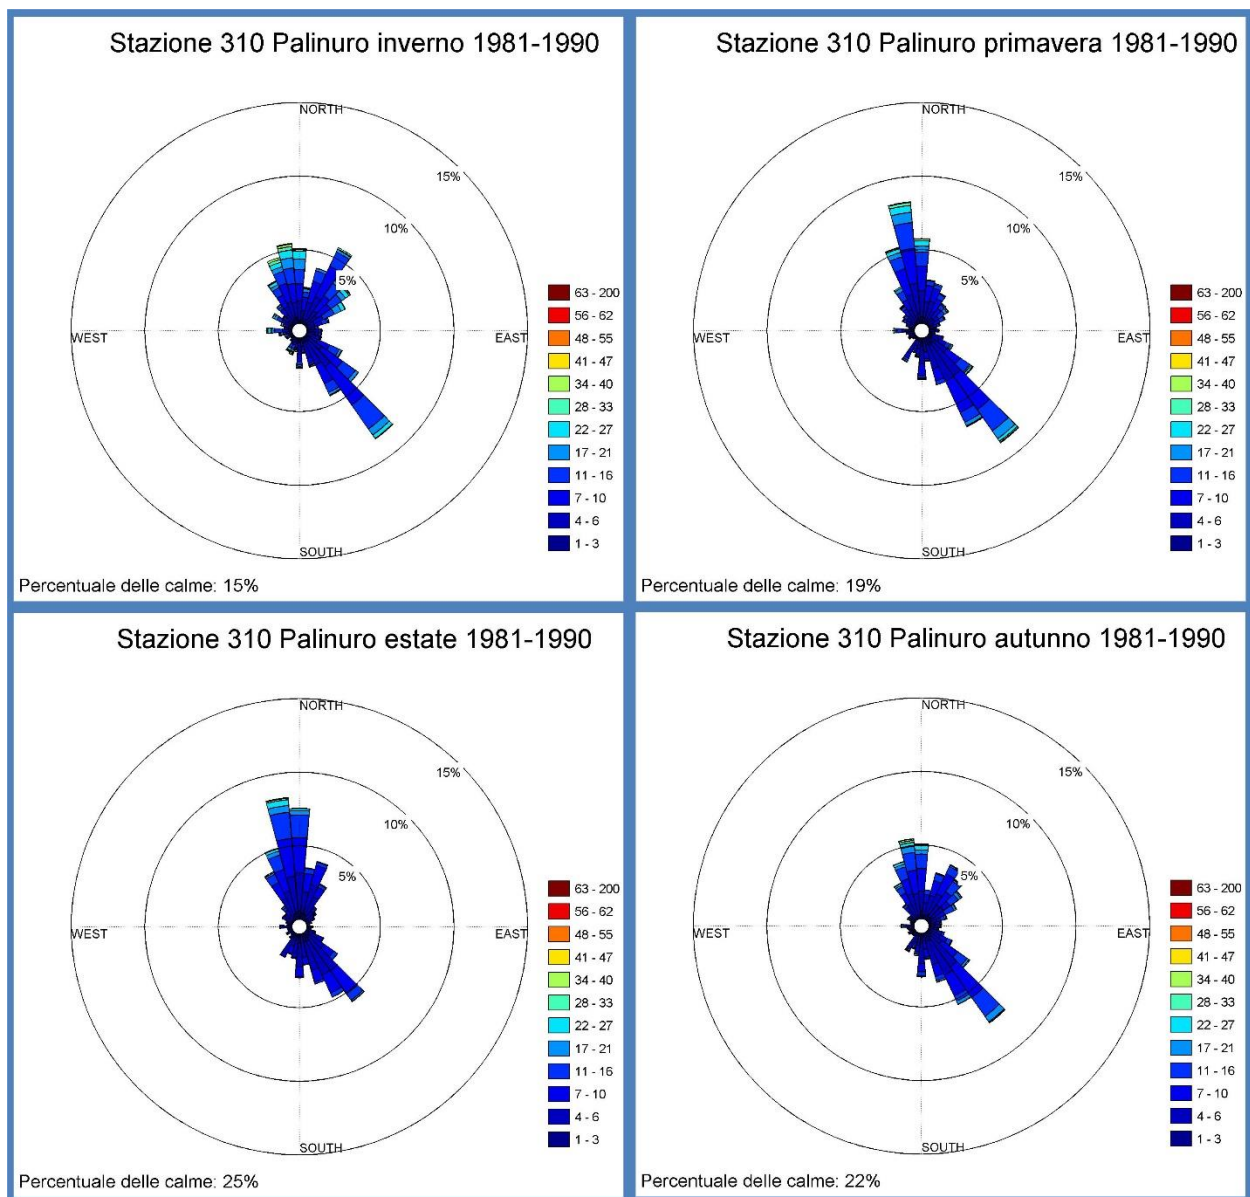 Stazione 310 Palinuro inverno 1981-1990
NORTH
15%
10%
5%
WEST
EAST
SOUTH
63 - 200
56 - 62
48 - 55
41 - 47
34 - 40
28 - 33
22 - 27
17 - 21
11 - 16
7 - 10
4 - 6
1 - 3
Percentuale delle calme: 15%
Stazione 310 Palinuro primavera 1981-1990
NORTH
15%
10%
5%
WEST
EAST
SOUTH
63 - 200
56 - 62
48 - 55
41 - 47
34 - 40
28 - 33
22 - 27
17 - 21
11 - 16
7 - 10
4 - 6
1 - 3
Percentuale delle calme: 19%
Stazione 310 Palinuro estate 1981-1990
NORTH
15%
10%
5%
WEST
EAST
SOUTH
63 - 200
56 - 62
48 - 55
41 - 47
34 - 40
28 - 33
22 - 27
17 - 21
11 - 16
7 - 10
4 - 6
1 - 3
Percentuale delle calme: 25%
Stazione 310 Palinuro autunno 1981-1990
NORTH
15%
10%
5%
WEST
EAST
SOUTH
63 - 200
56 - 62
48 - 55
41 - 47
34 - 40
28 - 33
22 - 27
17 - 21
11 - 16
7 - 10
4 - 6
1 - 3
Percentuale delle calme: 22%